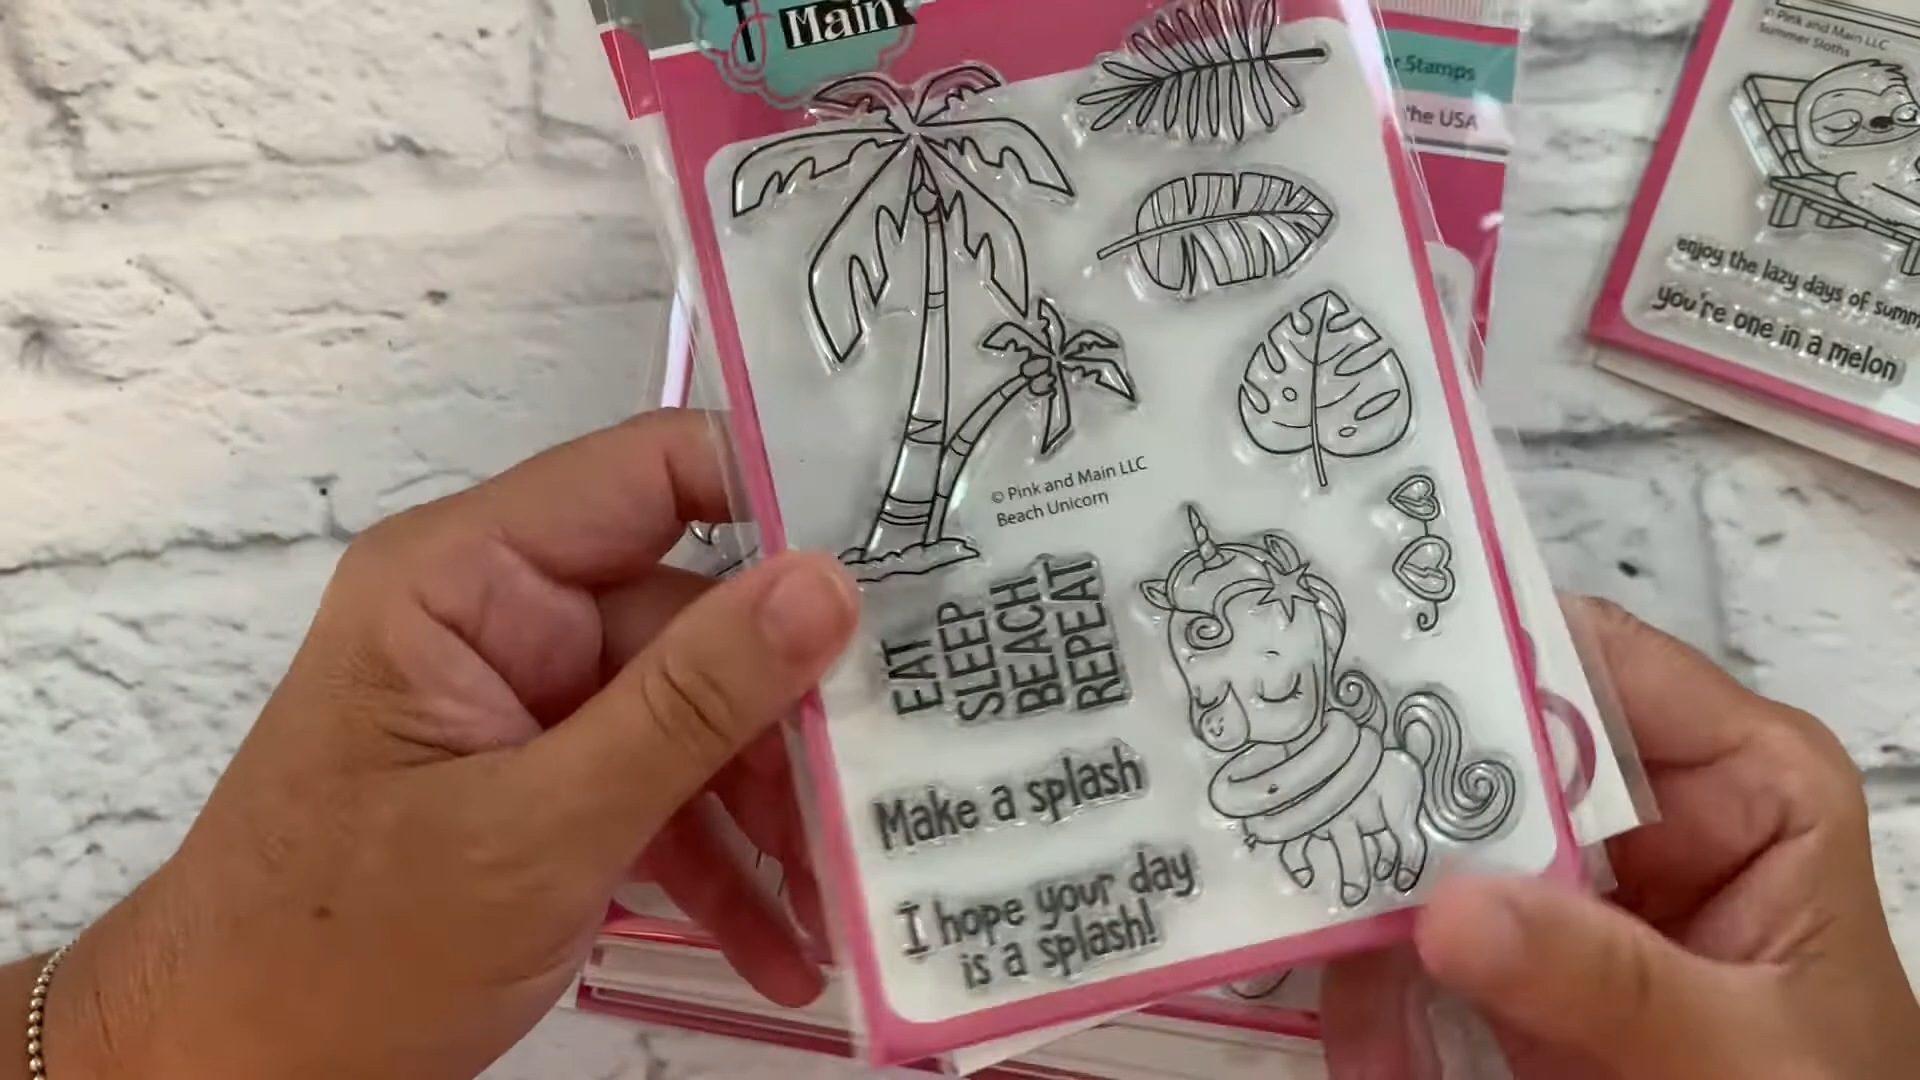 Main
Stamps
the USA
© Pink and Main LLC
Beach Unicorn
EAT
SLEEP
BEACH
REPEAT
Make a splash
I hope your day
is a splash!
© Pink and Main LLC
Summer Sloths
enjoy the lazy days of
you're one in a melon